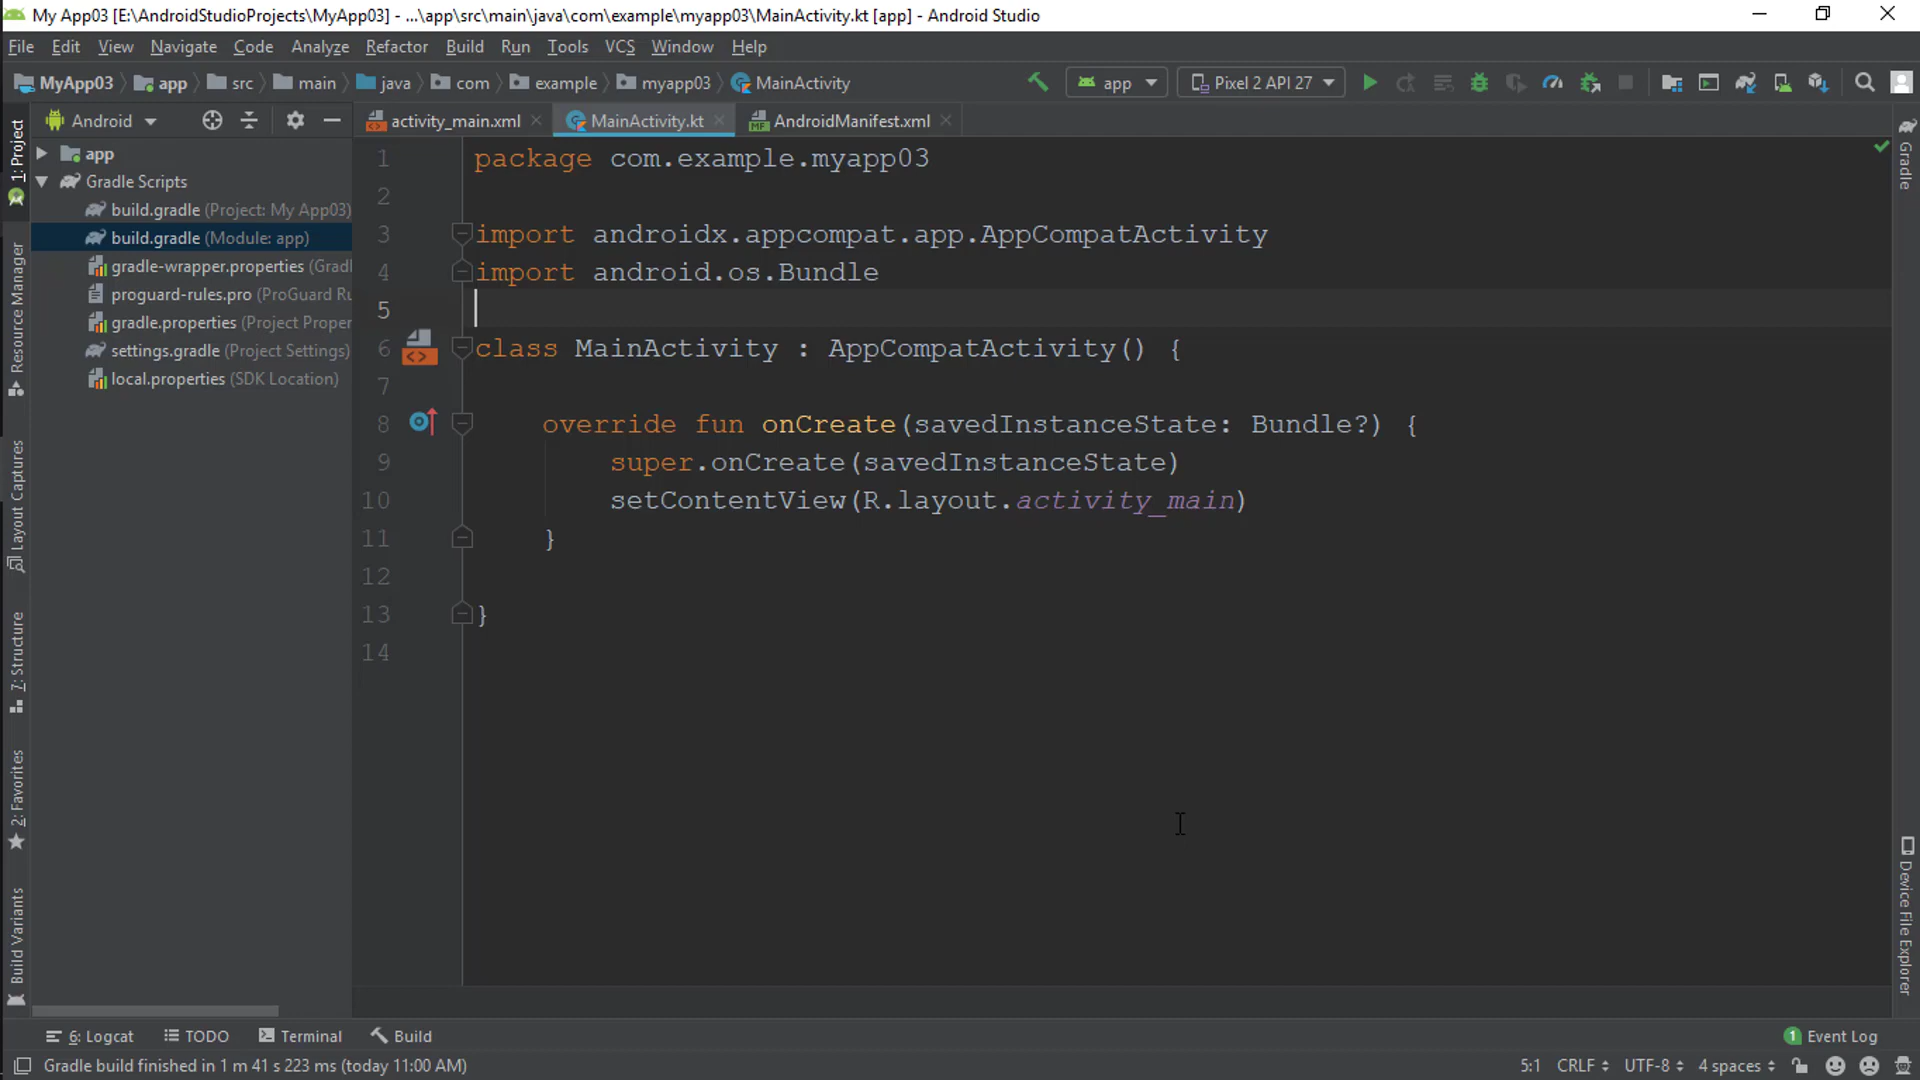 My App03 [E:\AndroidStudioProjects\MyApp03] - ...\app\src\main\java\com\example\myapp03\MainActivity.kt [app] - Android Studio
File Edit View Navigate Code Analyze Refactor Build Run Tools VCS Window Help
MyApp03 app src main java com example myapp03 MainActivity app Pixel 2 API 27
1: Project
Resource Manager
Layout Captures
7: Structure
2: Favorites
Build Variants
Android
app
Gradle Scripts
build.gradle (Project: My App03)
build.gradle (Module: app)
gradle-wrapper.properties (Grad
proguard-rules.pro (ProGuard Ru
gradle.properties (Project Proper
settings.gradle (Project Settings)
local.properties (SDK Location)
activity_main.xml MainActivity.kt AndroidManifest.xml
1 package com.example.myapp03
2
3 import androidx.appcompat.app.AppCompatActivity
4 import android.os.Bundle
5
6 class MainActivity : AppCompatActivity() {
7
8 override fun onCreate(savedInstanceState: Bundle?) {
9 super.onCreate(savedInstanceState)
10 setContentView(R.layout.activity_main)
11 }
12
13 }
14
Gradle
Device File Explorer
6: Logcat TODO Terminal Build 1 Event Log
Gradle build finished in 1 m 41 s 223 ms (today 11:00 AM) 5:1 CRLF UTF-8 4 spaces